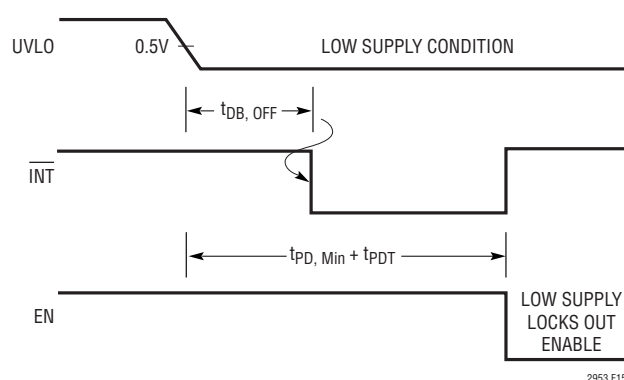 UVLO
0.5V
LOW SUPPLY CONDITION
tDB, OFF
INT
tPD, Min + tPDT
EN
LOW SUPPLY
LOCKS OUT
ENABLE
2953 F15